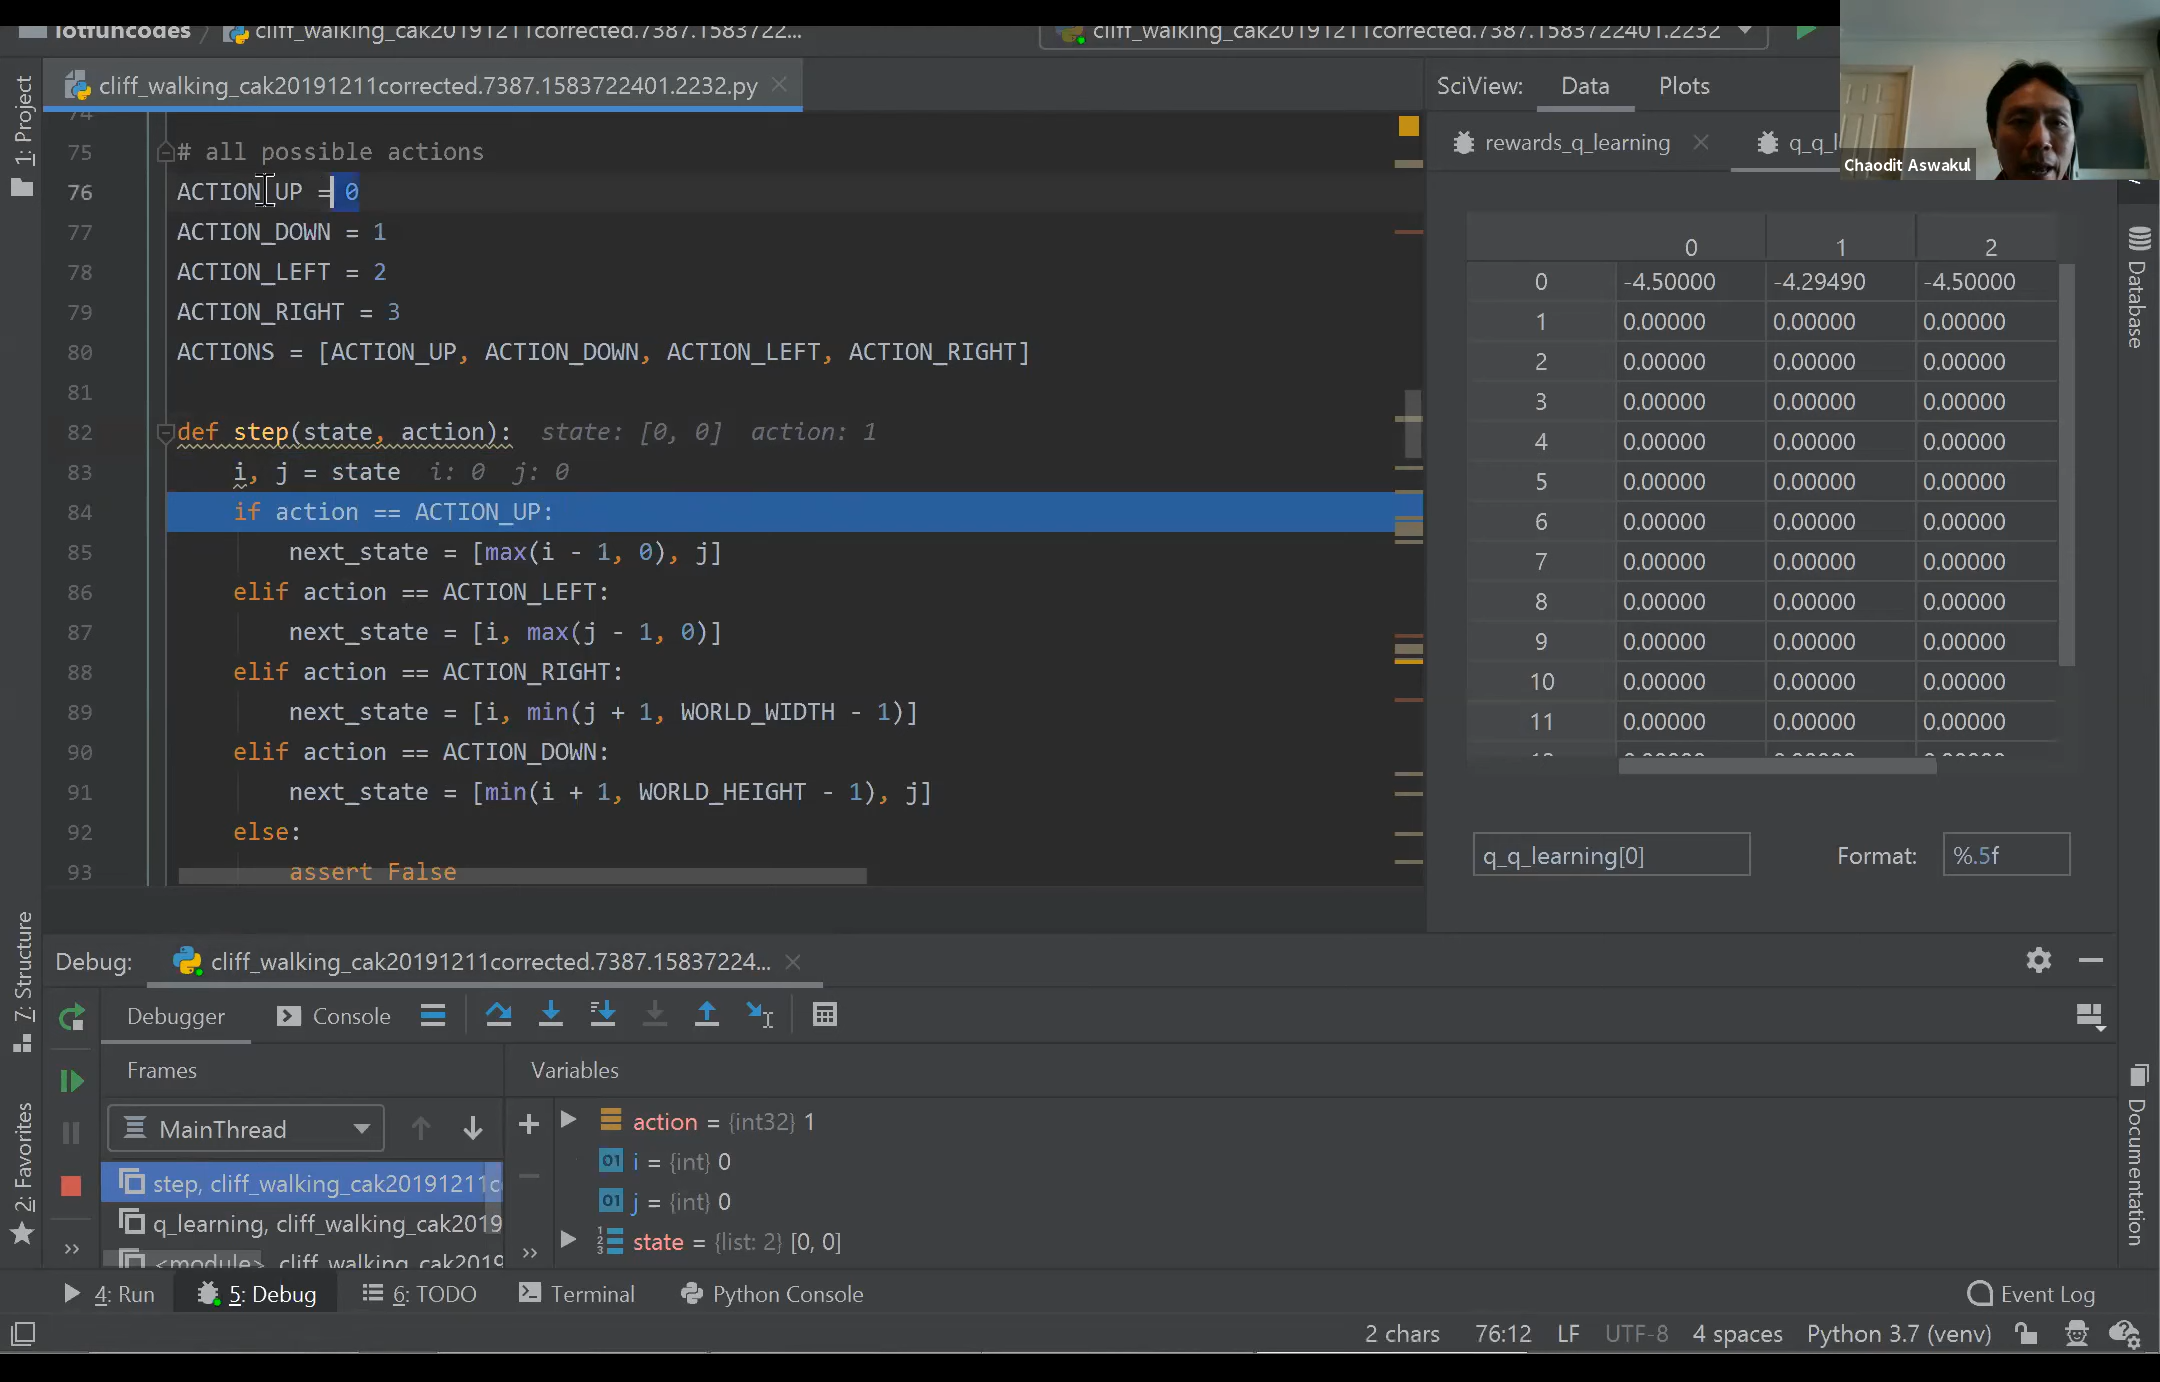 iotfuncodes
cliff_walking_cak20191211corrected.7387.1583722...
cliff_walking_cak20191211corrected.7387.1583722401.2232
1: Project
cliff_walking_cak20191211corrected.7387.1583722401.2232.py
SciView:
Data
Plots
Chaodit Aswakul
rewards_q_learning
q_q_l
74
75 # all possible actions
76 ACTION_UP = 0
77 ACTION_DOWN = 1
78 ACTION_LEFT = 2
79 ACTION_RIGHT = 3
80 ACTIONS = [ACTION_UP, ACTION_DOWN, ACTION_LEFT, ACTION_RIGHT]
81
82 def step(state, action): state: [0, 0] action: 1
83 i, j = state i: 0 j: 0
84 if action == ACTION_UP:
85 next_state = [max(i - 1, 0), j]
86 elif action == ACTION_LEFT:
87 next_state = [i, max(j - 1, 0)]
88 elif action == ACTION_RIGHT:
89 next_state = [i, min(j + 1, WORLD_WIDTH - 1)]
90 elif action == ACTION_DOWN:
91 next_state = [min(i + 1, WORLD_HEIGHT - 1), j]
92 else:
93 assert False
0 1 2
0 -4.50000 -4.29490 -4.50000
1 0.00000 0.00000 0.00000
2 0.00000 0.00000 0.00000
3 0.00000 0.00000 0.00000
4 0.00000 0.00000 0.00000
5 0.00000 0.00000 0.00000
6 0.00000 0.00000 0.00000
7 0.00000 0.00000 0.00000
8 0.00000 0.00000 0.00000
9 0.00000 0.00000 0.00000
10 0.00000 0.00000 0.00000
11 0.00000 0.00000 0.00000
q_q_learning[0]
Format: %.5f
Database
7: Structure
2: Favorites
Documentation
Debug:
cliff_walking_cak20191211corrected.7387.15837224...
Debugger
Console
Frames
Variables
MainThread
step, cliff_walking_cak20191211c
q_learning, cliff_walking_cak2019
<module>, cliff_walking_cak2019
action = {int32} 1
i = {int} 0
j = {int} 0
state = {list: 2} [0, 0]
4: Run
5: Debug
6: TODO
Terminal
Python Console
Event Log
2 chars 76:12 LF UTF-8 4 spaces Python 3.7 (venv)